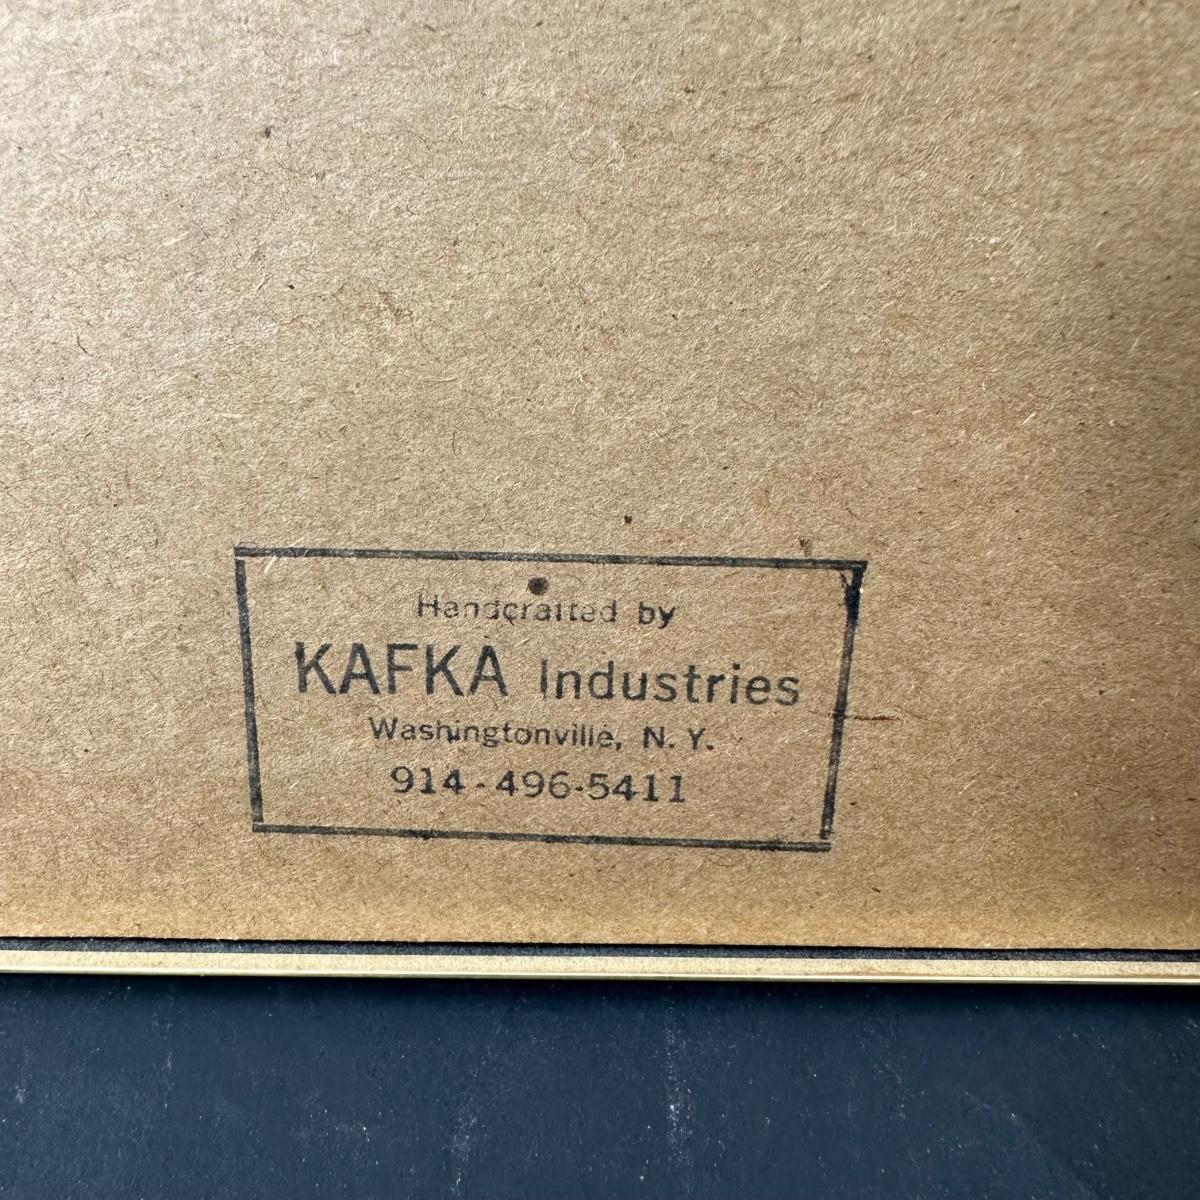 Handcrafted by
KAFKA Industries
Washingtonville, N. Y.
914-496-5411